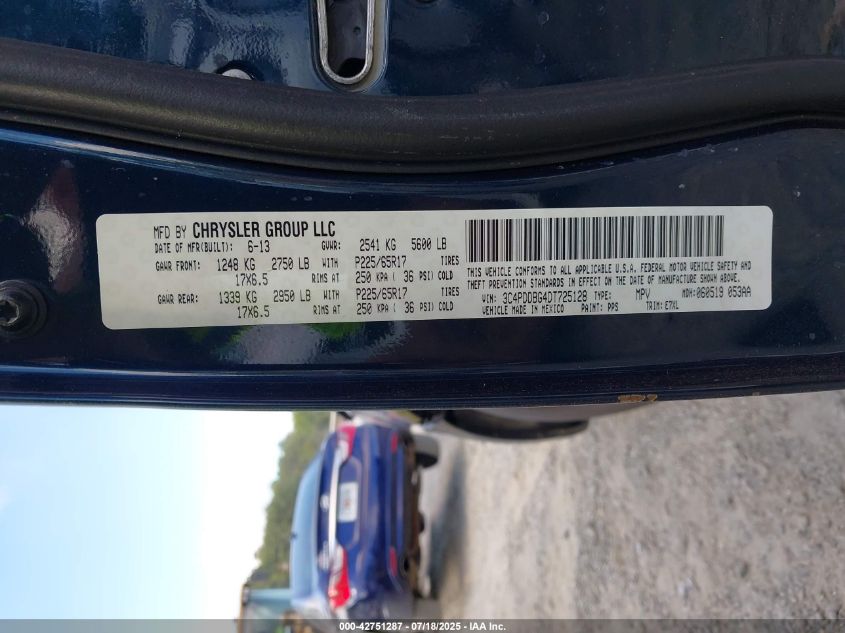 MFD BY CHRYSLER GROUP LLC
DATE OF MFR(BUILT): 6-13 GVWR: 2541 KG 5600 LB
GAWR FRONT: 1248 KG 2750 LB WITH P225/65R17 TIRES
17X6.5 RIMS AT 250 KPA ( 36 PSI) COLD
GAWR REAR: 1339 KG 2950 LB WITH P225/65R17 TIRES
17X6.5 RIMS AT 250 KPA ( 36 PSI) COLD
THIS VEHICLE CONFORMS TO ALL APPLICABLE U.S.A. FEDERAL MOTOR VEHICLE SAFETY
AND THEFT PREVENTION STANDARDS IN EFFECT ON THE DATE OF MANUFACTURE SHOWN ABOVE.
VIN: 3C4PDDBG4DT725128 TYPE: MPV MDH: 060519 053AA
VEHICLE MADE IN MEXICO PAINT: PPS TRIM: E7XL
000-42751287 - 07/18/2025 - IAA Inc.